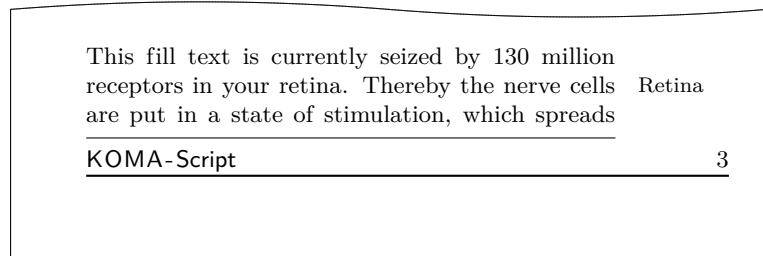 This fill text is currently seized by 130 million
receptors in your retina. Thereby the nerve cells Retina
are put in a state of stimulation, which spreads
KOMA-Script 3